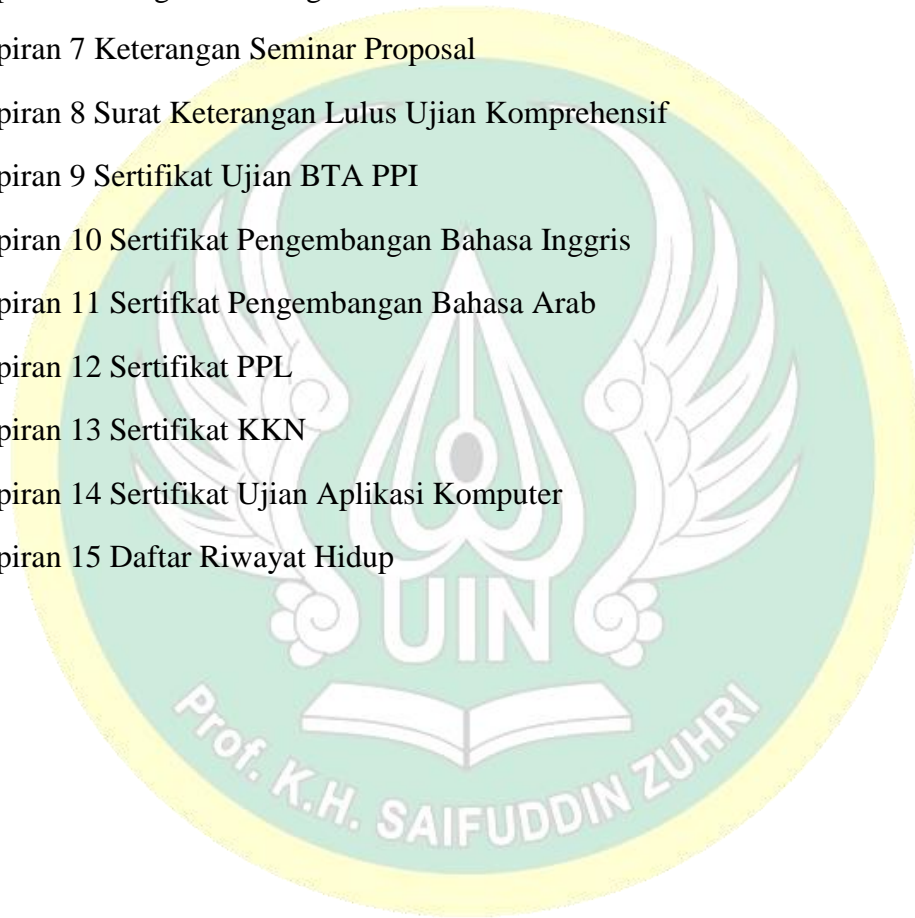 piran 7 Keterangan Seminar Proposal
piran 8 Surat Keterangan Lulus Ujian Komprehensif
piran 9 Sertifikat Ujian BTA PPI
piran 10 Sertifikat Pengembangan Bahasa Inggris
piran 11 Sertifkat Pengembangan Bahasa Arab
piran 12 Sertifikat PPL
piran 13 Sertifikat KKN
piran 14 Sertifikat Ujian Aplikasi Komputer
piran 15 Daftar Riwayat Hidup
UIN
Prof. K.H. SAIFUDDIN ZUHRI